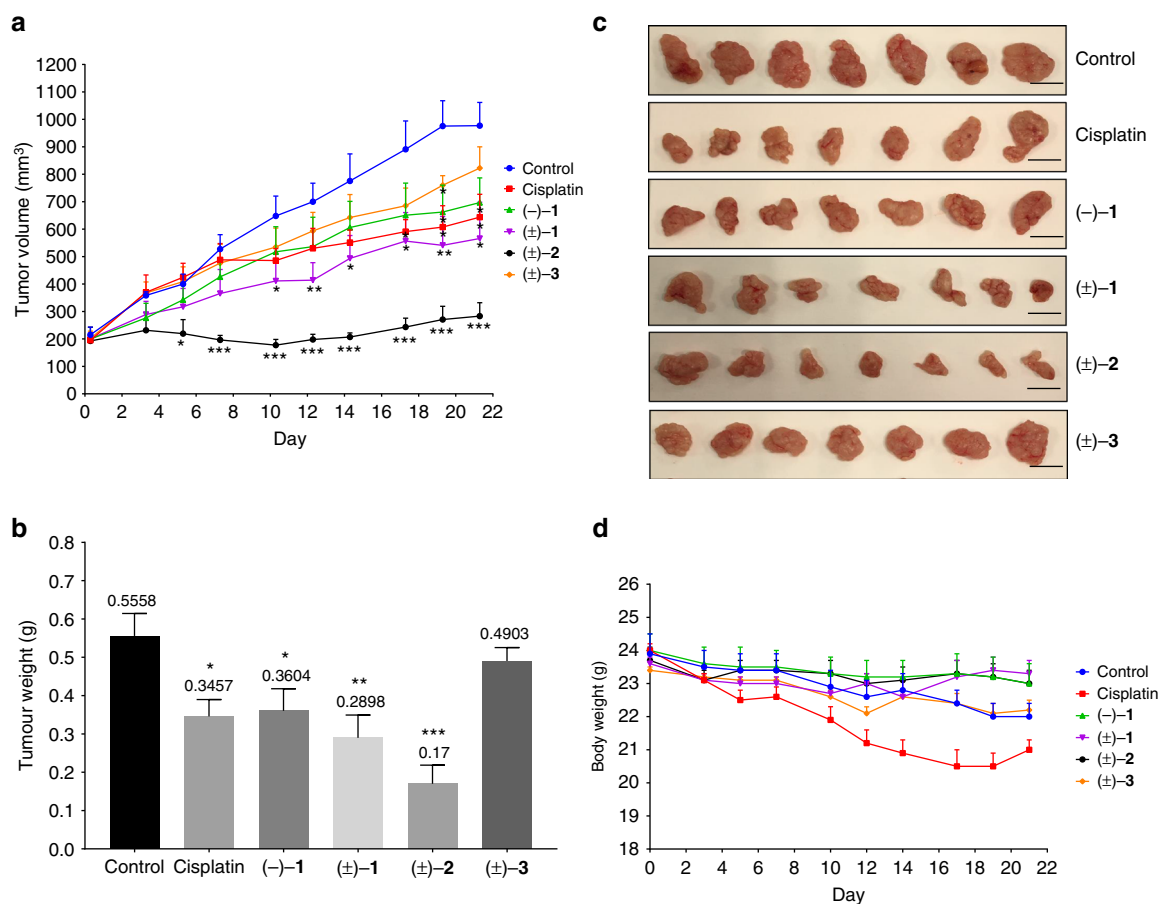 a
Tumor volume (mm³)
1200
1100
1000
900
800
700
600
500
400
300
200
100
0
0 2 4 6 8 10 12 14 16 18 20 22
Day
* *** *** *** *** *** *** ***
* ** * * ** *
* * *
* *
Control
Cisplatin
(−)–1
(±)–1
(±)–2
(±)–3
c
Control
Cisplatin
(−)–1
(±)–1
(±)–2
(±)–3
b
Tumour weight (g)
0.8
0.7
0.6
0.5
0.4
0.3
0.2
0.1
0.0
0.5558
*
0.3457
*
0.3604
**
0.2898
***
0.17
0.4903
Control Cisplatin (−)–1 (±)–1 (±)–2 (±)–3
d
Body weight (g)
26
25
24
23
22
21
20
19
18
0 2 4 6 8 10 12 14 16 18 20 22
Day
Control
Cisplatin
(−)–1
(±)–1
(±)–2
(±)–3